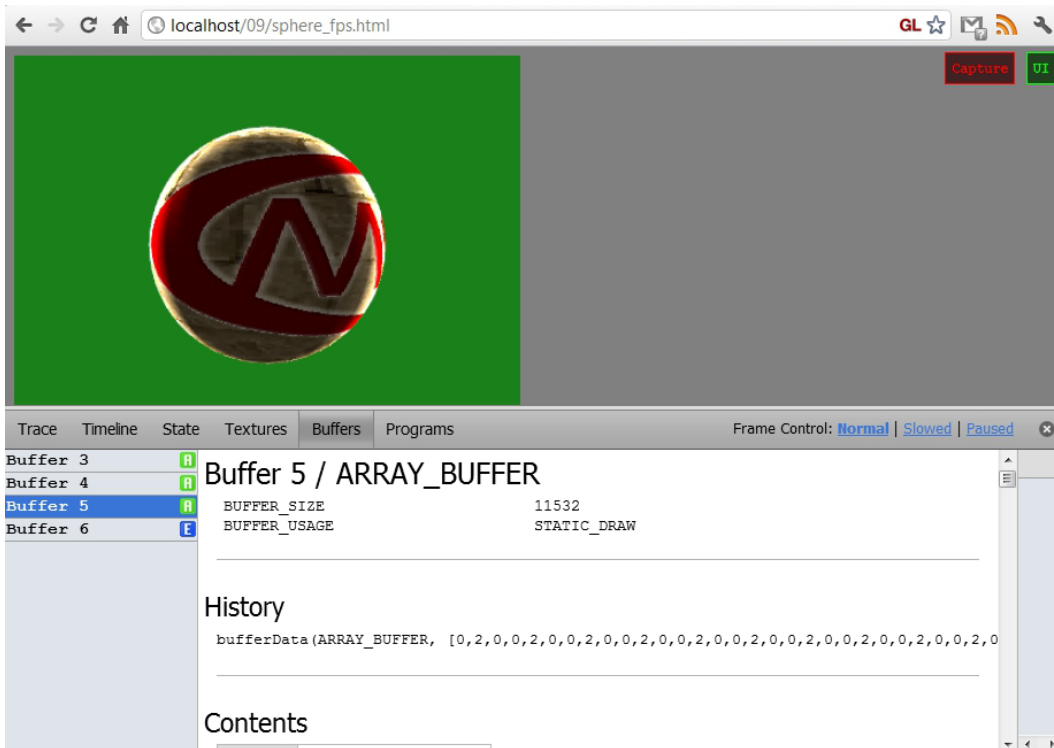 localhost/09/sphere_fps.html GL
Capture UI
CM
Trace Timeline State Textures Buffers Programs Frame Control: Normal | Slowed | Paused
Buffer 3 A
Buffer 4 A
Buffer 5 A
Buffer 6 E
Buffer 5 / ARRAY_BUFFER
BUFFER_SIZE 11532
BUFFER_USAGE STATIC_DRAW
History
bufferData(ARRAY_BUFFER, [0,2,0,0,2,0,0,2,0,0,2,0,0,2,0,0,2,0,0,2,0,0,2,0,0,2,0,0,2,0
Contents